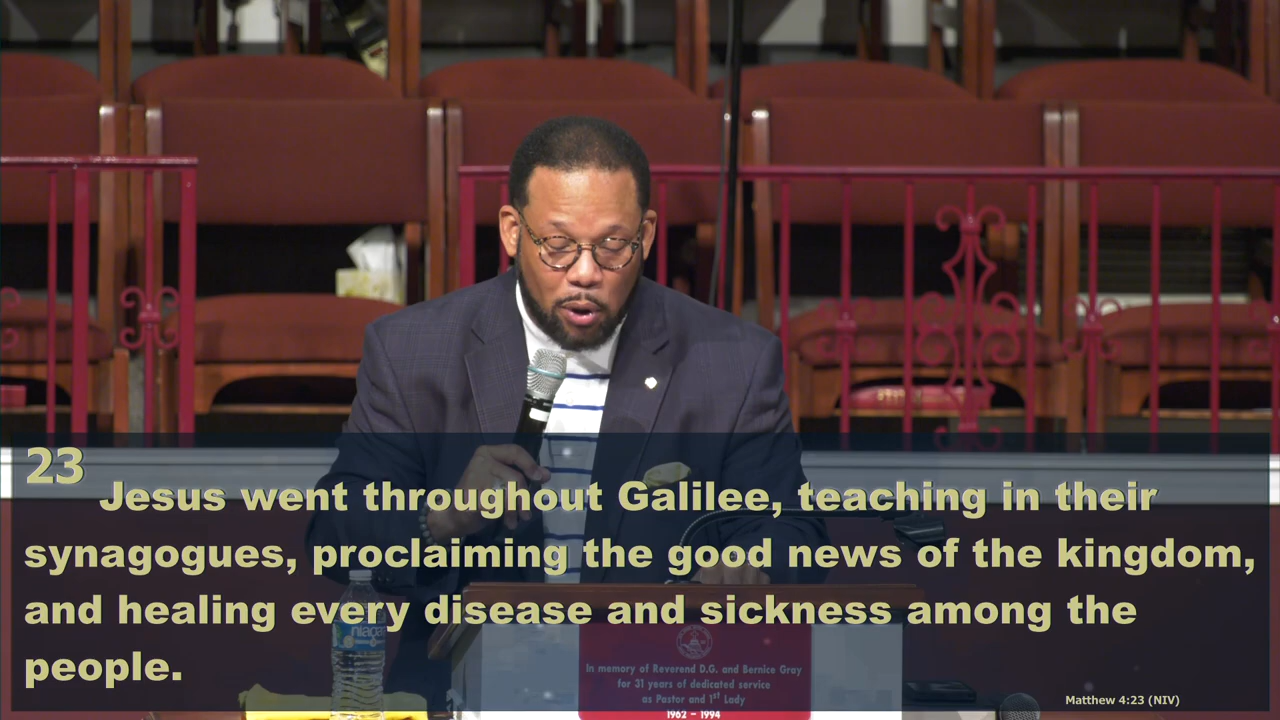 23
Jesus went throughout Galilee, teaching in their
synagogues, proclaiming the good news of the kingdom,
and healing every disease and sickness among the
people.
niagara
In memory of Reverend D.G. and Bernice Gray
for 31 years of dedicated service
as Pastor and 1st Lady
1962 – 1994
Matthew 4:23 (NIV)